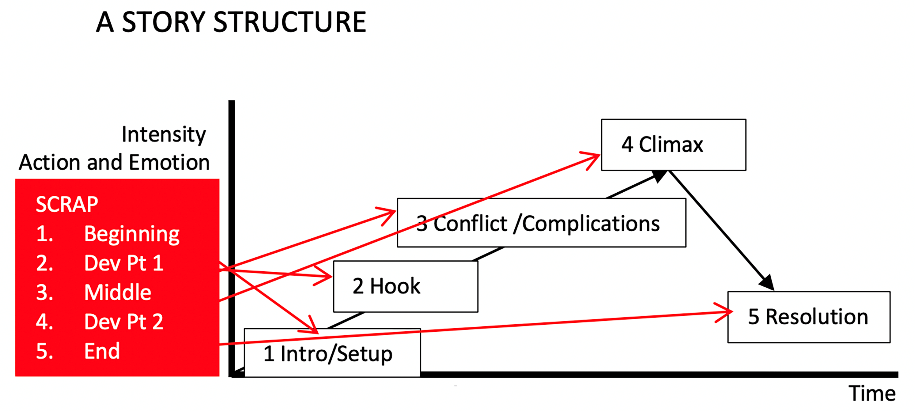 A STORY STRUCTURE
Intensity
Action and Emotion
SCRAP
1. Beginning
2. Dev Pt 1
3. Middle
4. Dev Pt 2
5. End
4 Climax
3 Conflict /Complications
2 Hook
5 Resolution
1 Intro/Setup
Time